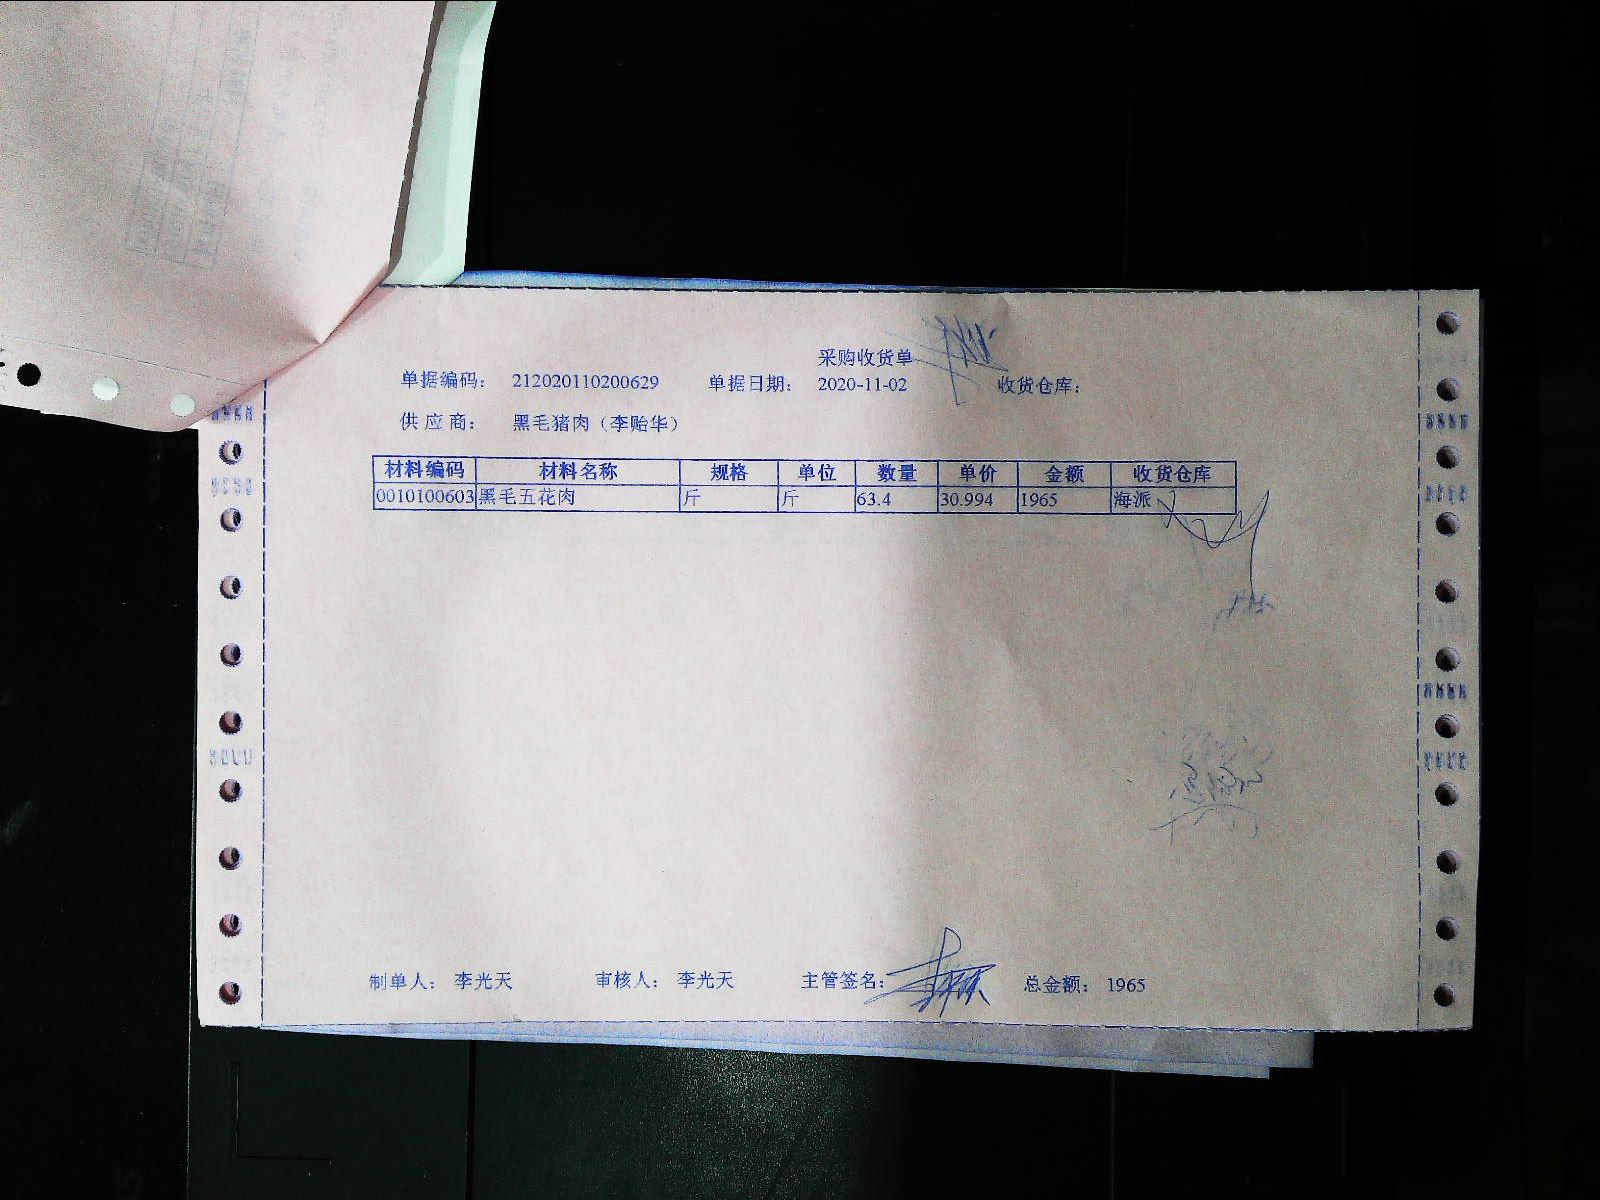 采购收货单
单据编码： 212020110200629 单据日期： 2020-11-02 收货仓库：
供应商： 黑毛猪肉（李贻华）
材料编码 材料名称 规格 单位 数量 单价 金额 收货仓库
0010100603 黑毛五花肉 斤 斤 63.4 30.994 1965 海派
制单人： 李光天 审核人： 李光天 主管签名： 总金额： 1965